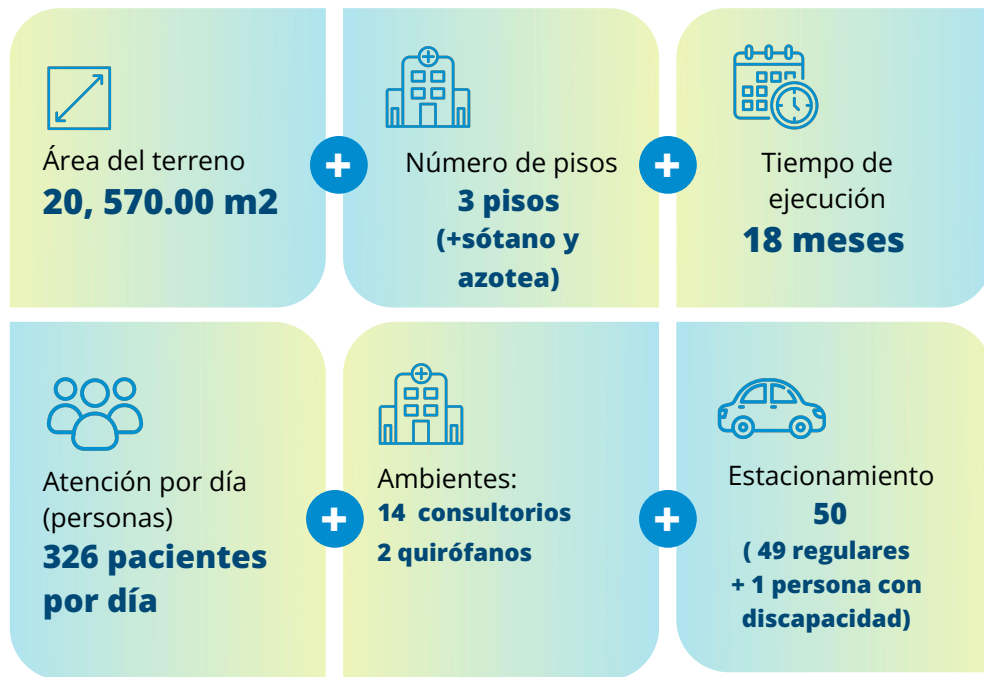 Área del terreno
20, 570.00 m2
Número de pisos
3 pisos
(+sótano y
azotea)
Tiempo de
ejecución
18 meses
Atención por día
(personas)
326 pacientes
por día
Ambientes:
14 consultorios
2 quirófanos
Estacionamiento
50
( 49 regulares
+ 1 persona con
discapacidad)